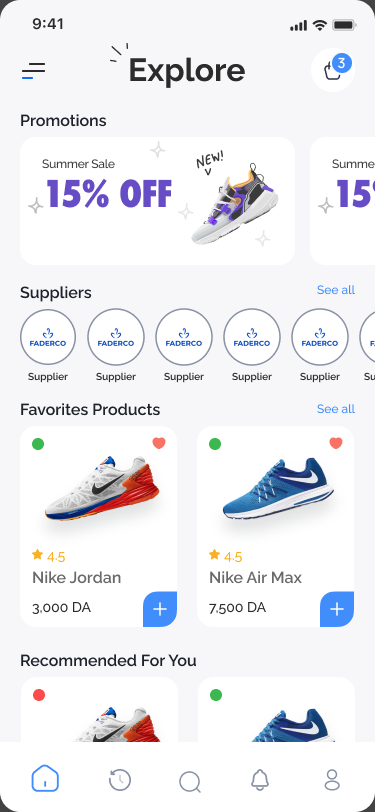 9:41
Explore
3
Promotions
Summer Sale
15% OFF
NEW!
Summe
15%
Suppliers
See all
FADERCO
FADERCO
FADERCO
FADERCO
FADERCO
Supplier
Supplier
Supplier
Supplier
Supplier
Su
Favorites Products
See all
4.5
Nike Jordan
3,000 DA
4.5
Nike Air Max
7,500 DA
Recommended For You